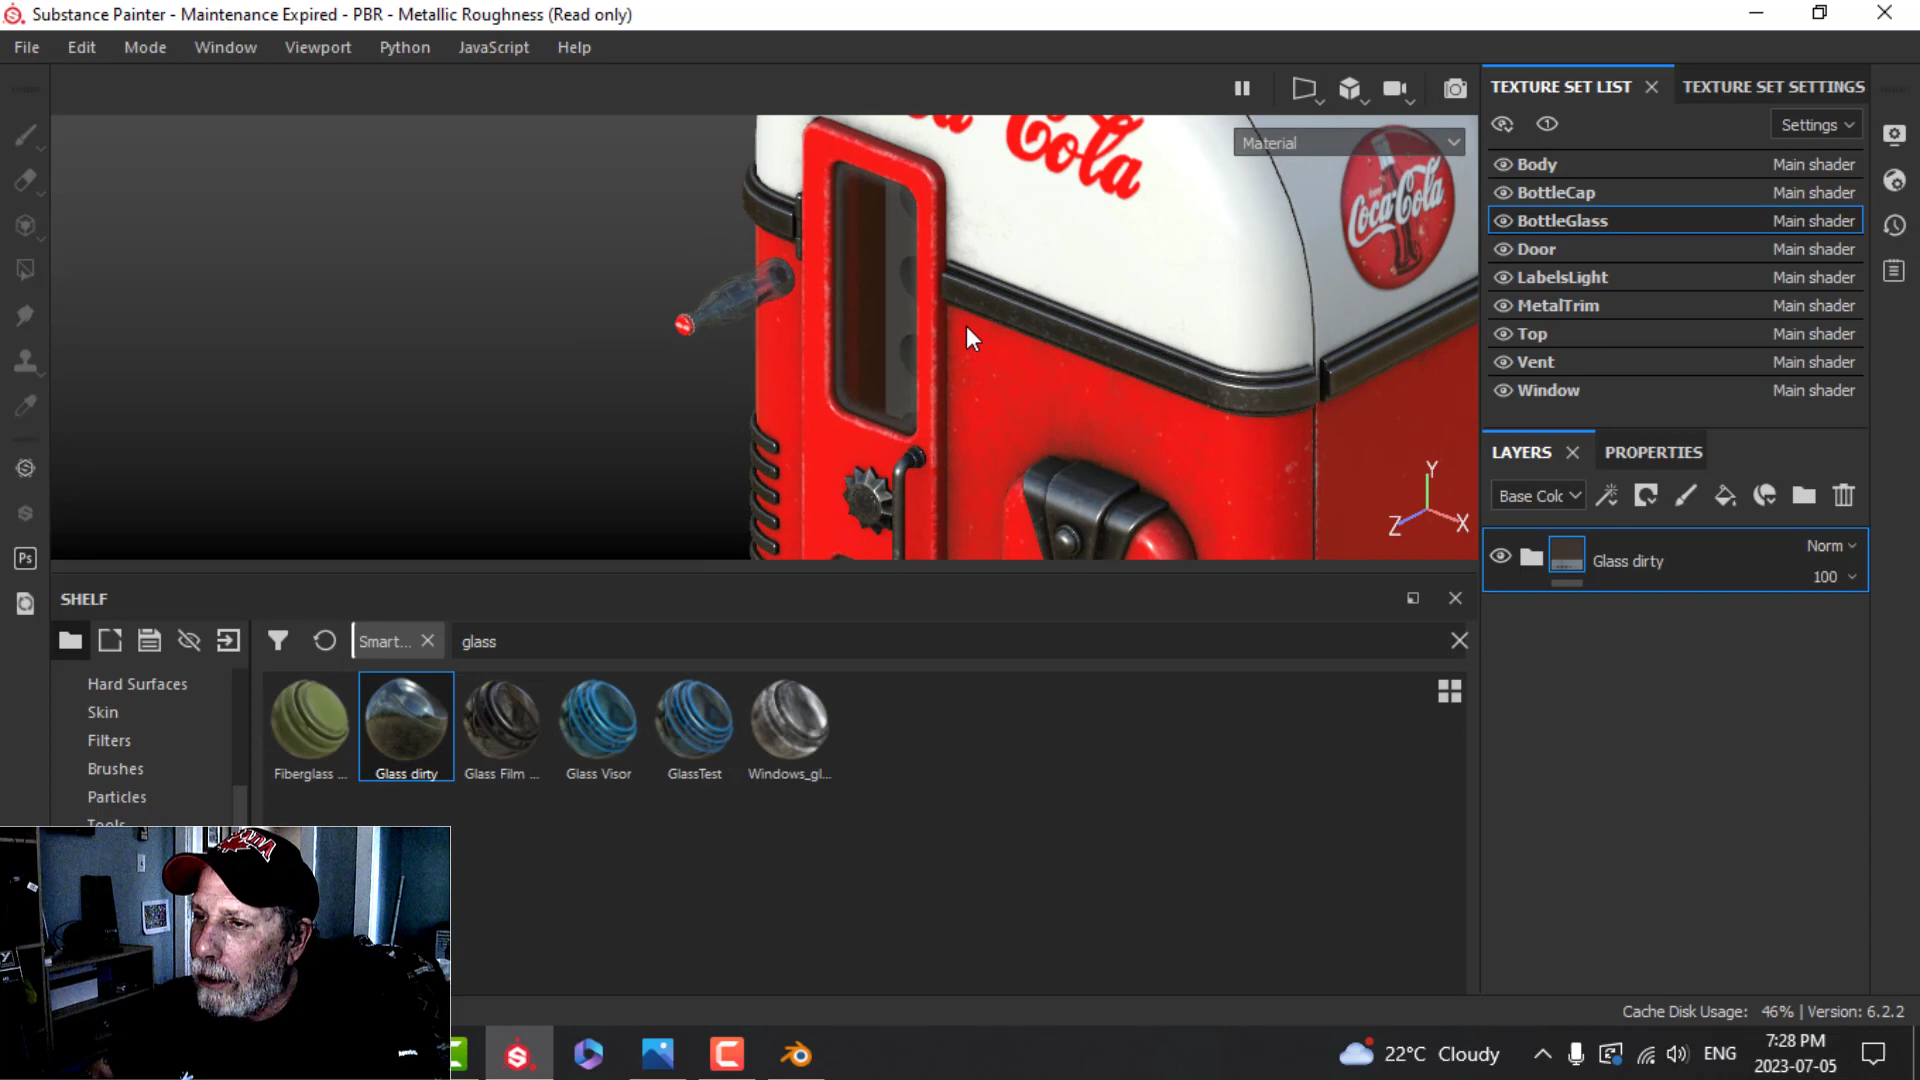 Substance Painter - Maintenance Expired - PBR - Metallic Roughness (Read only)
File Edit Mode Window Viewport Python JavaScript Help
TEXTURE SET LIST TEXTURE SET SETTINGS
Settings
Material
Body Main shader
BottleCap Main shader
BottleGlass Main shader
Door Main shader
LabelsLight Main shader
MetalTrim Main shader
Top Main shader
Vent Main shader
Window Main shader
Cola
Coca-Cola
Y
Z X
LAYERS PROPERTIES
Base Colc
Glass dirty Norm
100
Ps
SHELF
Smart... glass
Hard Surfaces
Skin
Filters
Brushes
Particles
Tools
Fiberglass ... Glass dirty Glass Film ... Glass Visor GlassTest Windows_gl...
Cache Disk Usage: 46% | Version: 6.2.2
22°C Cloudy ENG 7:28 PM
2023-07-05